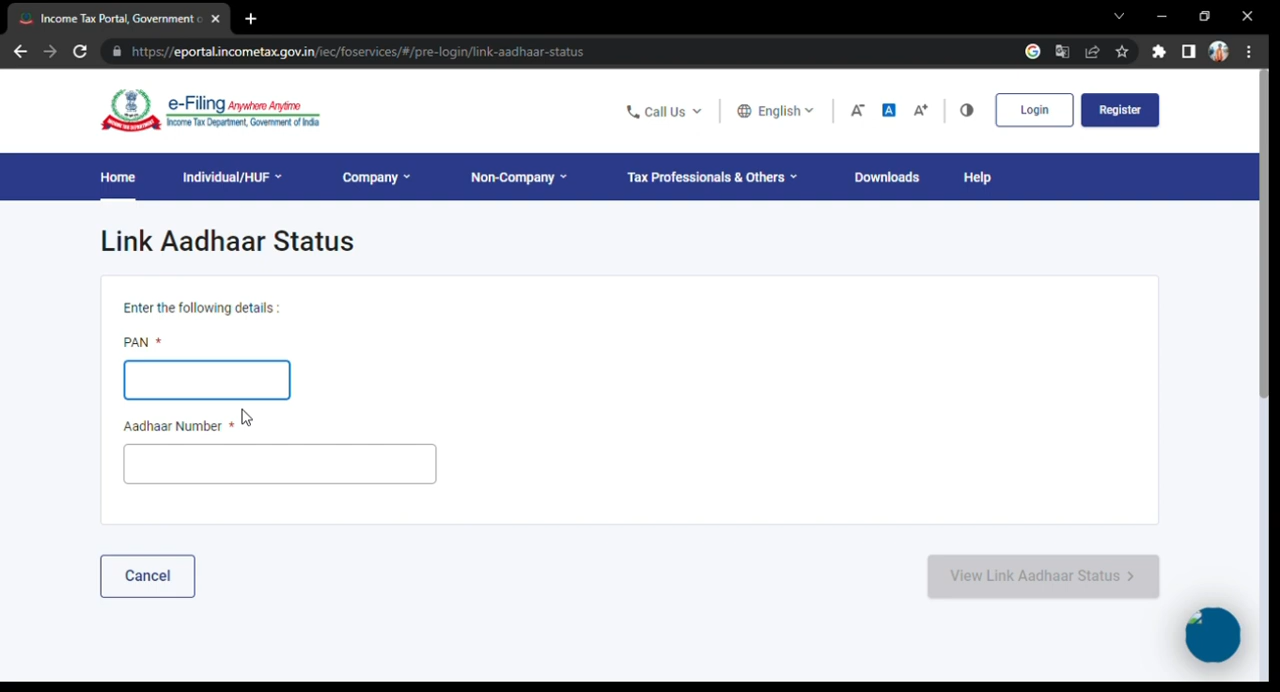 Income Tax Portal, Government o
https://eportal.incometax.gov.in/iec/foservices/#/pre-login/link-aadhaar-status
e-Filing Anywhere Anytime
Income Tax Department, Government of India
Call Us
English
A-
A
A+
Login
Register
Home
Individual/HUF
Company
Non-Company
Tax Professionals & Others
Downloads
Help
Link Aadhaar Status
Enter the following details :
PAN *
Aadhaar Number *
Cancel
View Link Aadhaar Status >